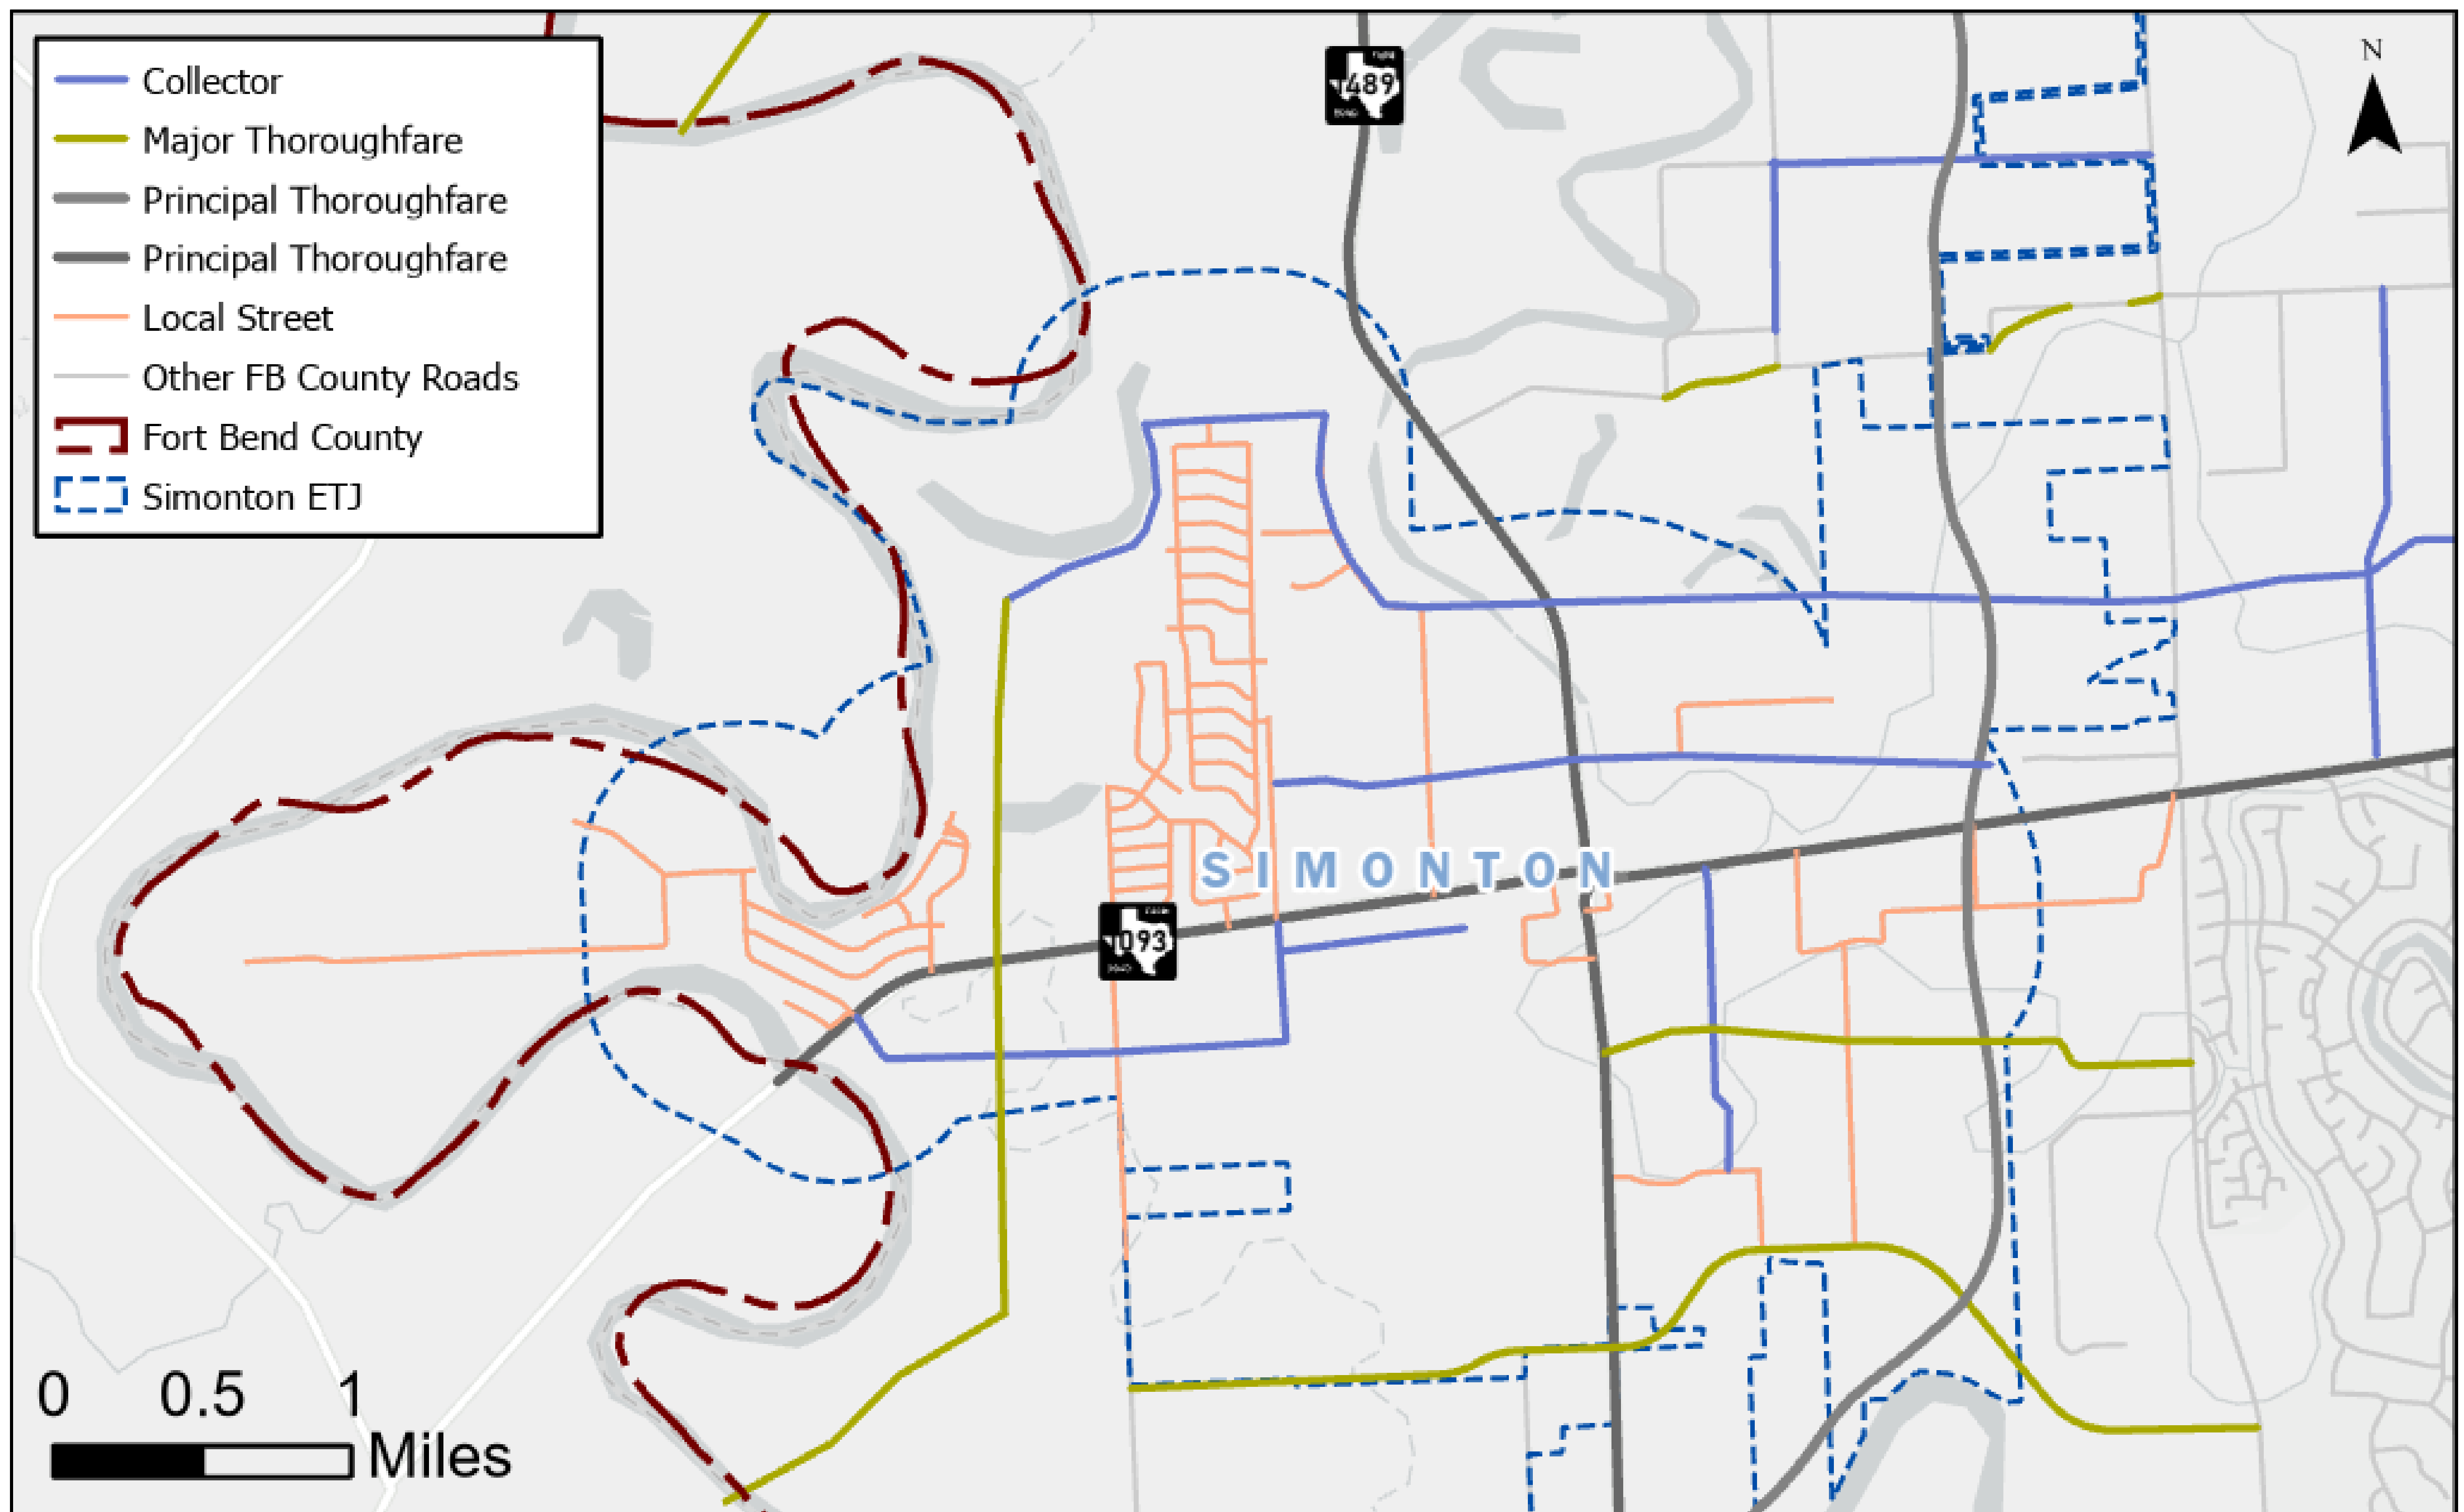 Collector
Major Thoroughfare
Principal Thoroughfare
Principal Thoroughfare
Local Street
Other FB County Roads
Fort Bend County
Simonton ETJ
N
1489
SIMONTON
1093
0 0.5 1
Miles